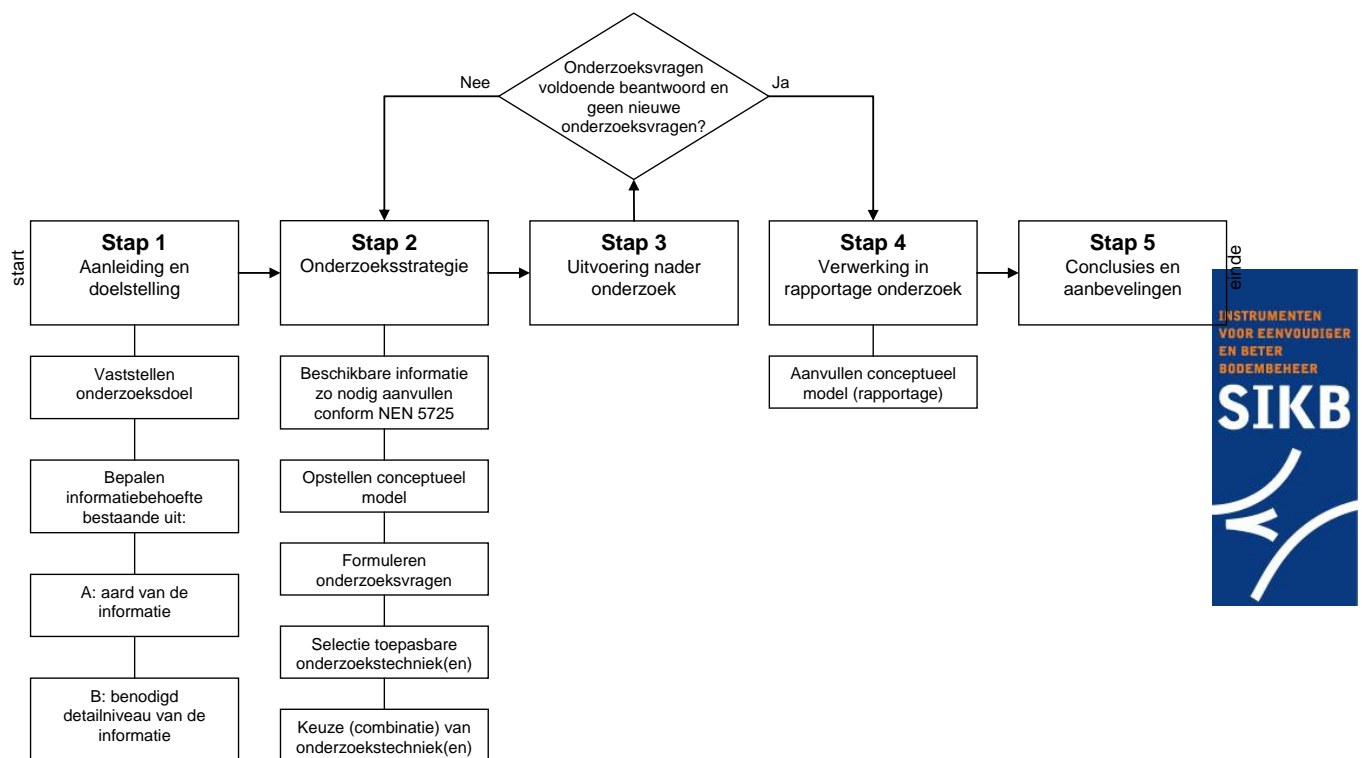 Onderzoeksvragen
voldoende beantwoord en
geen nieuwe
onderzoeksvragen?
Nee
Ja
start
Stap 1
Aanleiding en
doelstelling
Stap 2
Onderzoeksstrategie
Stap 3
Uitvoering nader
onderzoek
Stap 4
Verwerking in
rapportage onderzoek
Stap 5
Conclusies en
aanbevelingen
einde
Vaststellen
onderzoeksdoel
Bepalen
informatiebehoefte
bestaande uit:
A: aard van de
informatie
B: benodigd
detailniveau van de
informatie
Beschikbare informatie
zo nodig aanvullen
conform NEN 5725
Opstellen conceptueel
model
Formuleren
onderzoeksvragen
Selectie toepasbare
onderzoekstechniek(en)
Keuze (combinatie) van
onderzoekstechniek(en)
Aanvullen conceptueel
model (rapportage)
INSTRUMENTEN
VOOR EENVOUDIGER
EN BETER
BODEMBEHEER
SIKB